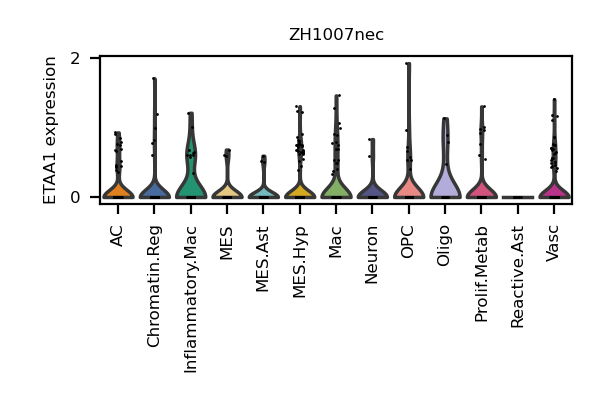 ZH1007nec
ETAA1 expression
2
0
AC
Chromatin.Reg
Inflammatory.Mac
MES
MES.Ast
MES.Hyp
Mac
Neuron
OPC
Oligo
Prolif.Metab
Reactive.Ast
Vasc